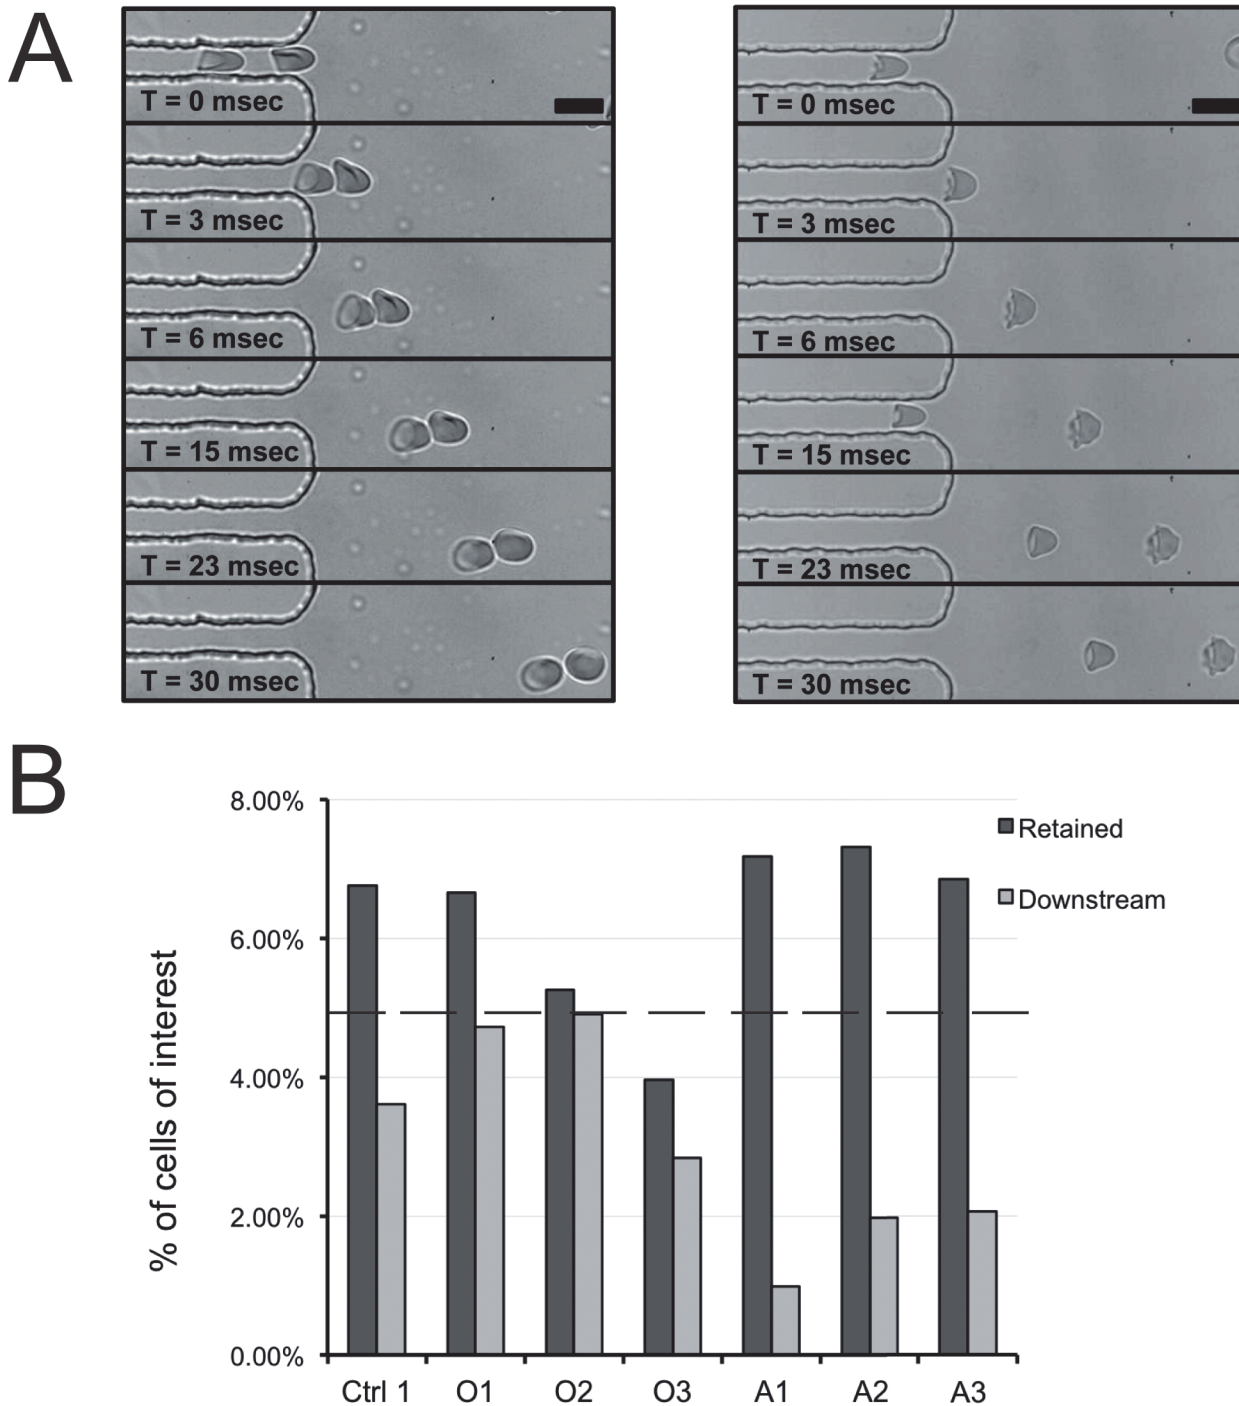 A
T = 0 msec
T = 3 msec
T = 6 msec
T = 15 msec
T = 23 msec
T = 30 msec
T = 0 msec
T = 3 msec
T = 6 msec
T = 15 msec
T = 23 msec
T = 30 msec
B
% of cells of interest
8.00%
6.00%
4.00%
2.00%
0.00%
Retained
Downstream
Ctrl 1 O1 O2 O3 A1 A2 A3